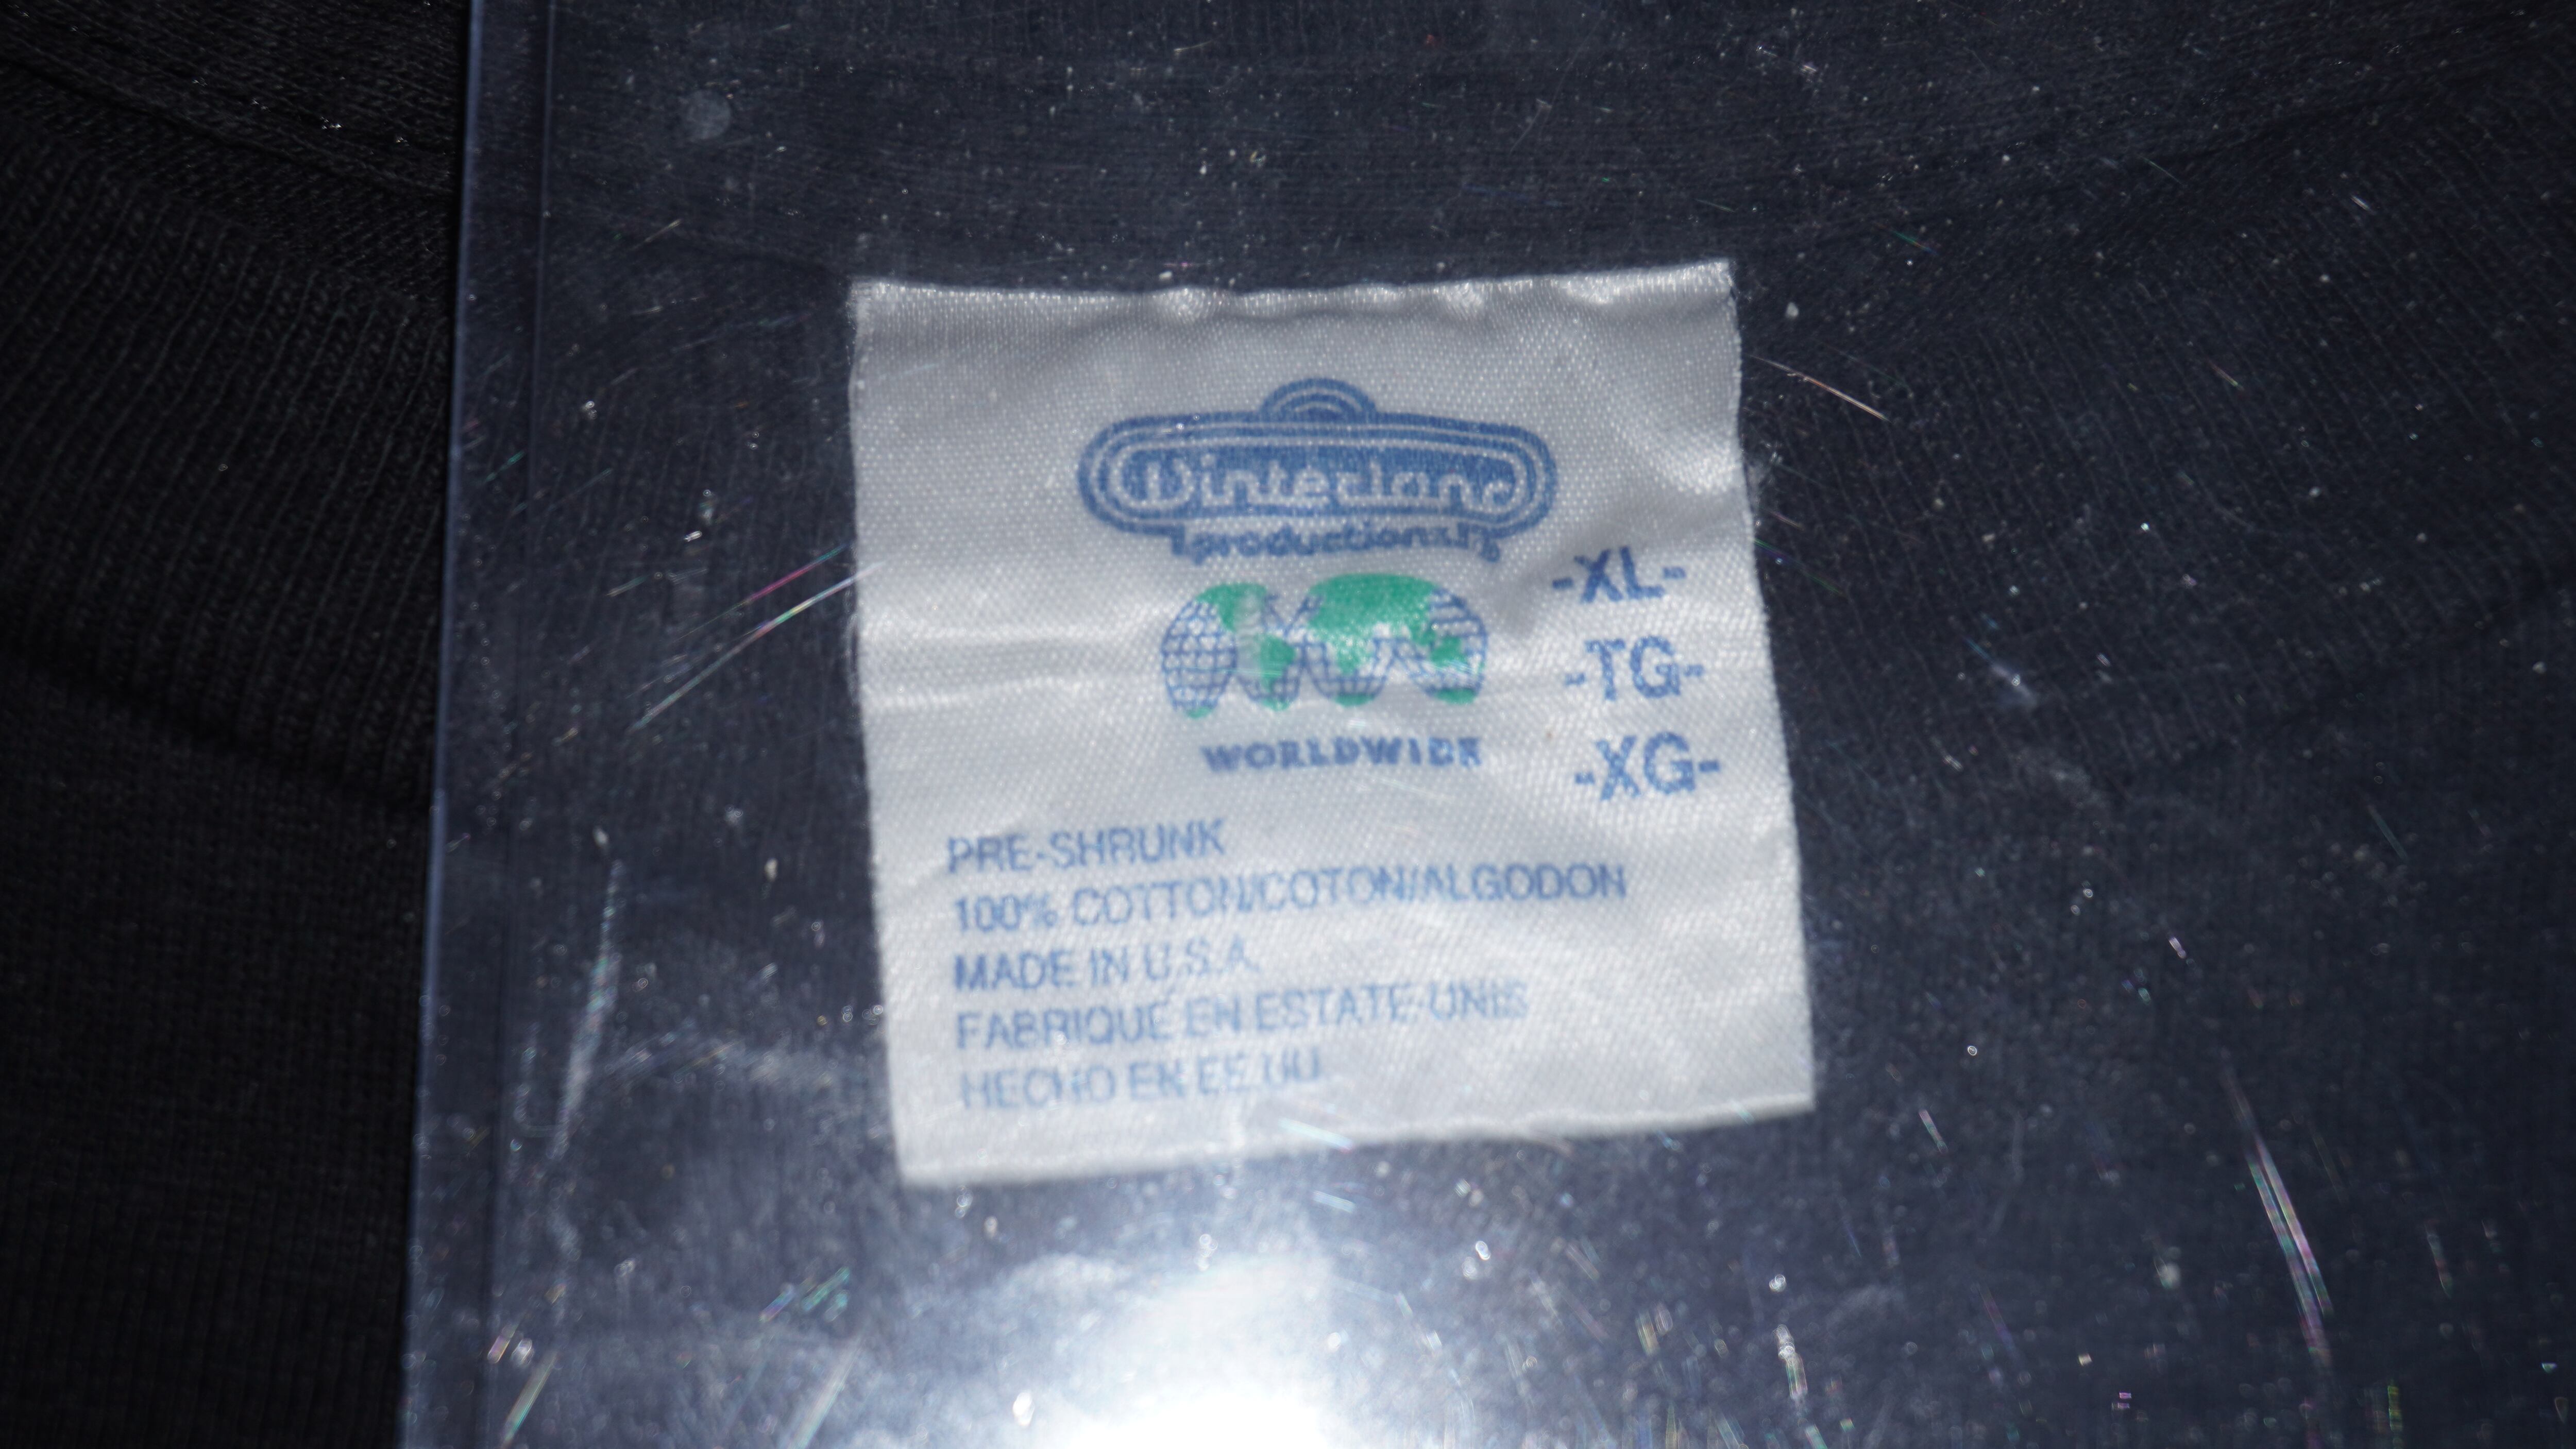 Winterland
productions
-XL-
-TG-
-XG-
WORLDWIDE
PRE-SHRUNK
100% COTTON/COTON/ALGODON
MADE IN U.S.A.
FABRIQUE EN ESTATE-UNIS
HECHO EN EE.UU.